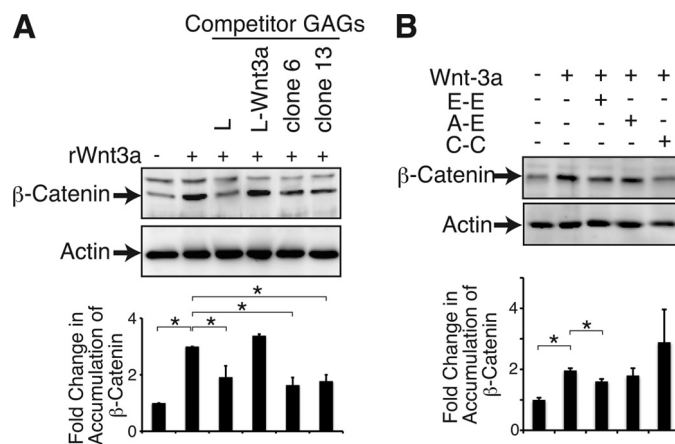 A
Competitor GAGs
L
L-Wnt3a
clone 6
clone 13
rWnt3a - + + + + +
β-Catenin
Actin
* * * *
Fold Change in
Accumulation of
β-Catenin
4
2
0
B
Wnt-3a - + + + +
E-E - - + - -
A-E - - - + -
C-C - - - - +
β-Catenin
Actin
* *
Fold Change in
Accumulation of
β-Catenin
4
2
0